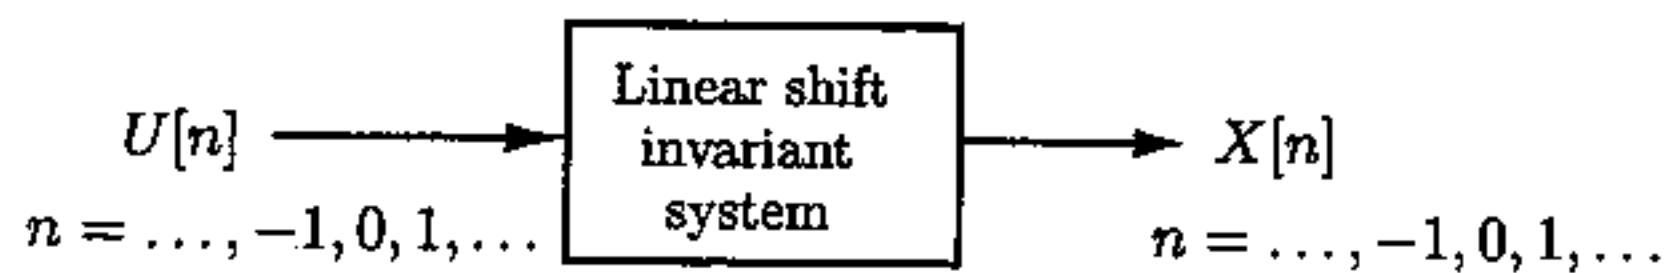 U[n]
n = ..., −1, 0, 1, ...
Linear shift
invariant
system
X[n]
n = ..., −1, 0, 1, ...